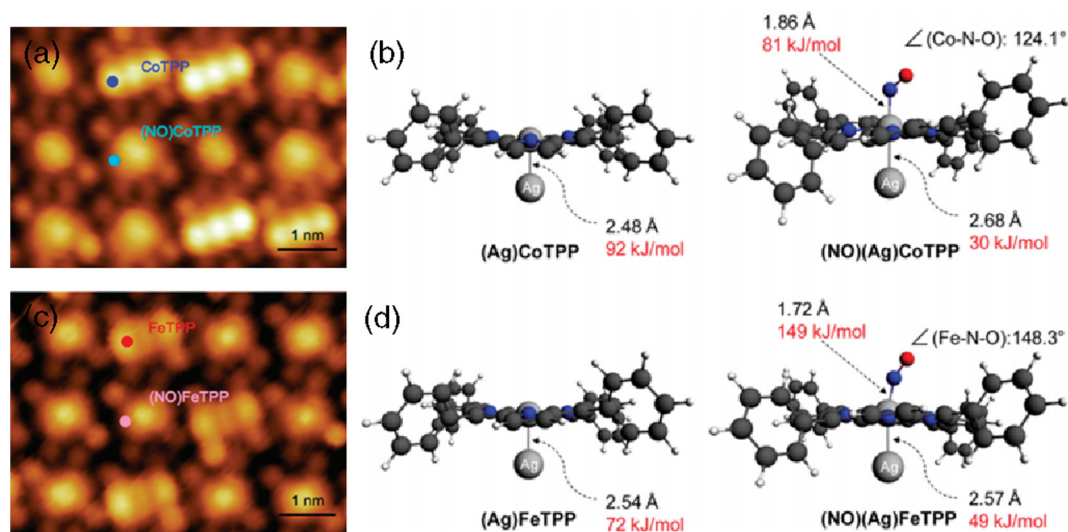 (a)
CoTPP
(NO)CoTPP
1 nm
(b)
Ag
2.48 Å
92 kJ/mol
(Ag)CoTPP
1.86 Å
81 kJ/mol
∠(Co-N-O): 124.1°
Ag
2.68 Å
30 kJ/mol
(NO)(Ag)CoTPP
(c)
FeTPP
(NO)FeTPP
1 nm
(d)
Ag
2.54 Å
72 kJ/mol
(Ag)FeTPP
1.72 Å
149 kJ/mol
∠(Fe-N-O):148.3°
Ag
2.57 Å
49 kJ/mol
(NO)(Ag)FeTPP